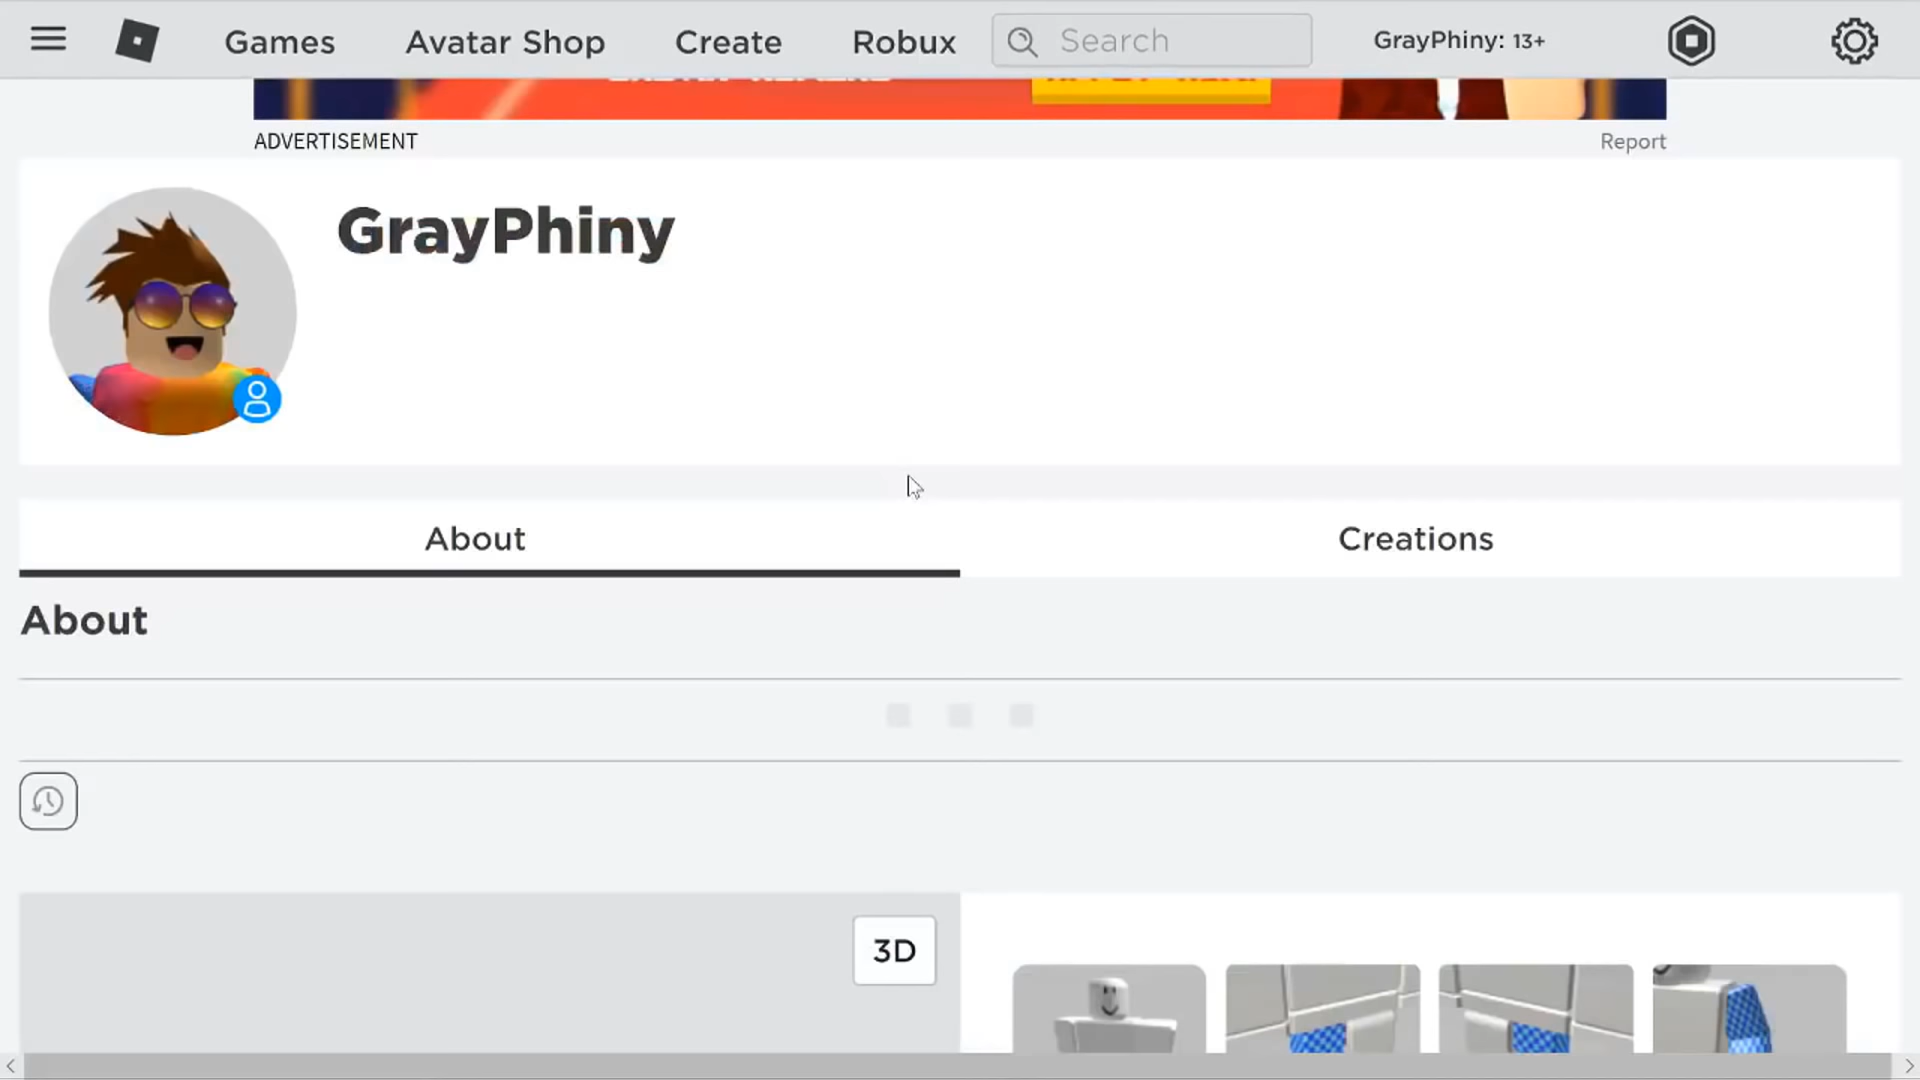 Games
Avatar Shop
Create
Robux
Search
GrayPhiny: 13+
ADVERTISEMENT
Report
GrayPhiny
About
Creations
About
3D